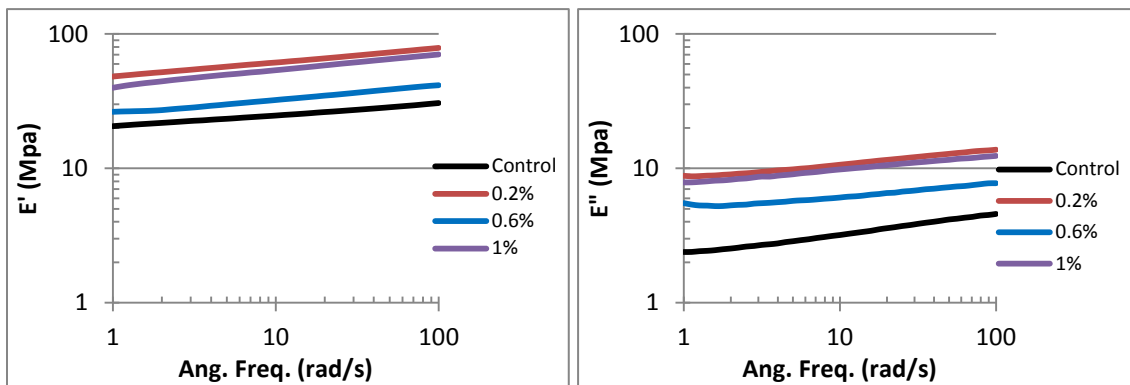 100
10
1
E' (Mpa)
1 10 100
Ang. Freq. (rad/s)
Control
0.2%
0.6%
1%
100
10
1
E" (Mpa)
1 10 100
Ang. Freq. (rad/s)
Control
0.2%
0.6%
1%